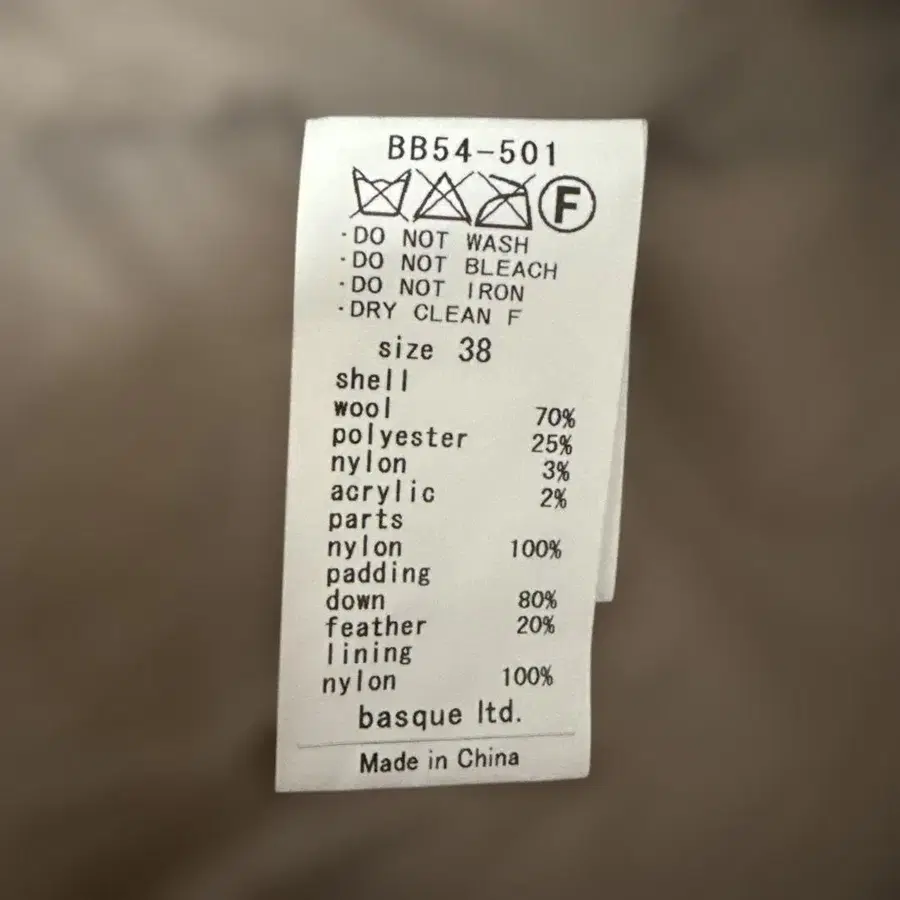 BB54-501
F
·DO NOT WASH
·DO NOT BLEACH
·DO NOT IRON
·DRY CLEAN F
size 38
shell
wool 70%
polyester 25%
nylon 3%
acrylic 2%
parts
nylon 100%
padding
down 80%
feather 20%
lining
nylon 100%
basque ltd.
Made in China